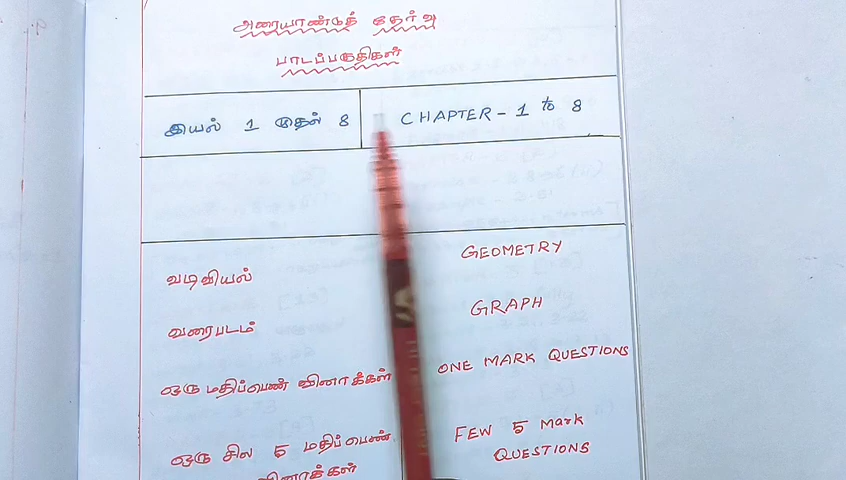 அரையாண்டுத் தேர்வு
பாடப்பகுதிகள்
இயல் 1 முதல் 8 CHAPTER - 1 to 8
வடிவியல் GEOMETRY
வரைபடம் GRAPH
ஒரு மதிப்பெண் வினாக்கள் ONE MARK QUESTIONS
ஒரு சில 5 மதிப்பெண் FEW 5 Mark
வினாக்கள் QUESTIONS